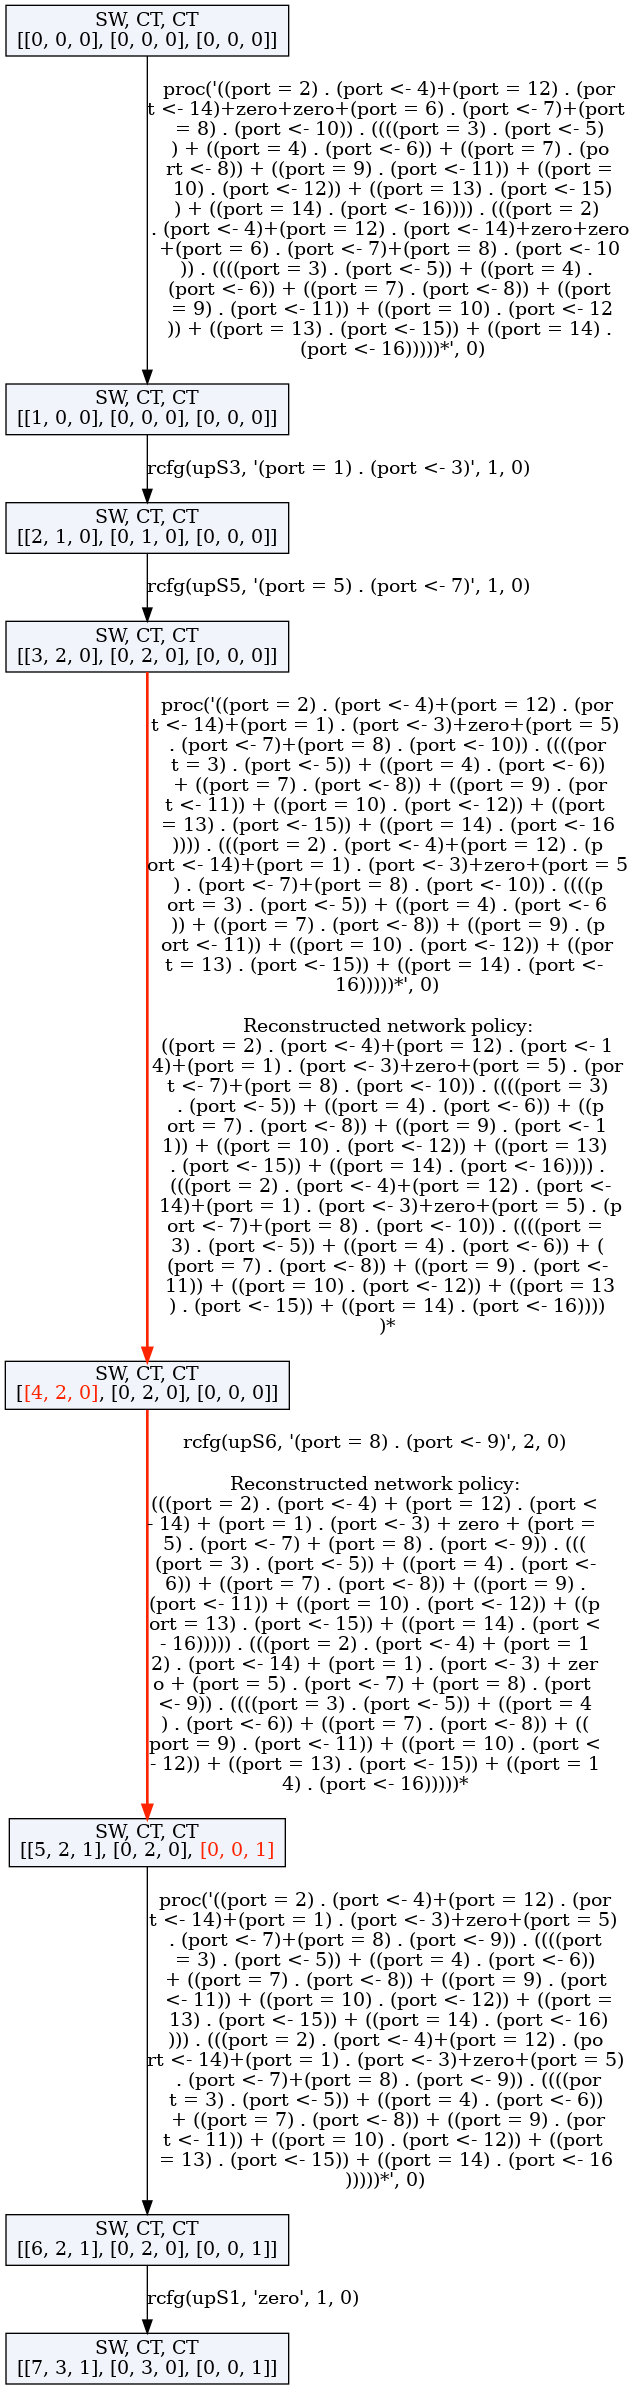 SW, CT, CT
[[0, 0, 0], [0, 0, 0], [0, 0, 0]]
proc('((port = 2) . (port <- 4)+(port = 12) . (por
t <- 14)+zero+zero+(port = 6) . (port <- 7)+(port
= 8) . (port <- 10)) . ((((port = 3) . (port <- 5)
) + ((port = 4) . (port <- 6)) + ((port = 7) . (po
rt <- 8)) + ((port = 9) . (port <- 11)) + ((port =
10) . (port <- 12)) + ((port = 13) . (port <- 15)
) + ((port = 14) . (port <- 16)))) . (((port = 2)
. (port <- 4)+(port = 12) . (port <- 14)+zero+zero
+(port = 6) . (port <- 7)+(port = 8) . (port <- 10
)) . ((((port = 3) . (port <- 5)) + ((port = 4) .
(port <- 6)) + ((port = 7) . (port <- 8)) + ((port
= 9) . (port <- 11)) + ((port = 10) . (port <- 12
)) + ((port = 13) . (port <- 15)) + ((port = 14) .
(port <- 16)))))*', 0)
SW, CT, CT
[[1, 0, 0], [0, 0, 0], [0, 0, 0]]
rcfg(upS3, '(port = 1) . (port <- 3)', 1, 0)
SW, CT, CT
[[2, 1, 0], [0, 1, 0], [0, 0, 0]]
rcfg(upS5, '(port = 5) . (port <- 7)', 1, 0)
SW, CT, CT
[[3, 2, 0], [0, 2, 0], [0, 0, 0]]
proc('((port = 2) . (port <- 4)+(port = 12) . (por
t <- 14)+(port = 1) . (port <- 3)+zero+(port = 5)
. (port <- 7)+(port = 8) . (port <- 10)) . ((((por
t = 3) . (port <- 5)) + ((port = 4) . (port <- 6))
+ ((port = 7) . (port <- 8)) + ((port = 9) . (por
t <- 11)) + ((port = 10) . (port <- 12)) + ((port
= 13) . (port <- 15)) + ((port = 14) . (port <- 16
)))) . (((port = 2) . (port <- 4)+(port = 12) . (p
ort <- 14)+(port = 1) . (port <- 3)+zero+(port = 5
) . (port <- 7)+(port = 8) . (port <- 10)) . ((((p
ort = 3) . (port <- 5)) + ((port = 4) . (port <- 6
)) + ((port = 7) . (port <- 8)) + ((port = 9) . (p
ort <- 11)) + ((port = 10) . (port <- 12)) + ((por
t = 13) . (port <- 15)) + ((port = 14) . (port <-
16)))))*', 0)
Reconstructed network policy:
((port = 2) . (port <- 4)+(port = 12) . (port <- 1
4)+(port = 1) . (port <- 3)+zero+(port = 5) . (por
t <- 7)+(port = 8) . (port <- 10)) . ((((port = 3)
. (port <- 5)) + ((port = 4) . (port <- 6)) + ((p
ort = 7) . (port <- 8)) + ((port = 9) . (port <- 1
1)) + ((port = 10) . (port <- 12)) + ((port = 13)
. (port <- 15)) + ((port = 14) . (port <- 16)))) .
(((port = 2) . (port <- 4)+(port = 12) . (port <-
14)+(port = 1) . (port <- 3)+zero+(port = 5) . (p
ort <- 7)+(port = 8) . (port <- 10)) . ((((port =
3) . (port <- 5)) + ((port = 4) . (port <- 6)) + (
(port = 7) . (port <- 8)) + ((port = 9) . (port <-
11)) + ((port = 10) . (port <- 12)) + ((port = 13
) . (port <- 15)) + ((port = 14) . (port <- 16))))
)*
SW, CT, CT
[[4, 2, 0], [0, 2, 0], [0, 0, 0]]
rcfg(upS6, '(port = 8) . (port <- 9)', 2, 0)
Reconstructed network policy:
(((port = 2) . (port <- 4) + (port = 12) . (port <
- 14) + (port = 1) . (port <- 3) + zero + (port =
5) . (port <- 7) + (port = 8) . (port <- 9)) . (((
(port = 3) . (port <- 5)) + ((port = 4) . (port <-
6)) + ((port = 7) . (port <- 8)) + ((port = 9) .
(port <- 11)) + ((port = 10) . (port <- 12)) + ((p
ort = 13) . (port <- 15)) + ((port = 14) . (port <
- 16))))) . (((port = 2) . (port <- 4) + (port = 1
2) . (port <- 14) + (port = 1) . (port <- 3) + zer
o + (port = 5) . (port <- 7) + (port = 8) . (port
<- 9)) . ((((port = 3) . (port <- 5)) + ((port = 4
) . (port <- 6)) + ((port = 7) . (port <- 8)) + ((
port = 9) . (port <- 11)) + ((port = 10) . (port <
- 12)) + ((port = 13) . (port <- 15)) + ((port = 1
4) . (port <- 16)))))*
SW, CT, CT
[[5, 2, 1], [0, 2, 0], [0, 0, 1]
proc('((port = 2) . (port <- 4)+(port = 12) . (por
t <- 14)+(port = 1) . (port <- 3)+zero+(port = 5)
. (port <- 7)+(port = 8) . (port <- 9)) . ((((port
= 3) . (port <- 5)) + ((port = 4) . (port <- 6))
+ ((port = 7) . (port <- 8)) + ((port = 9) . (port
<- 11)) + ((port = 10) . (port <- 12)) + ((port =
13) . (port <- 15)) + ((port = 14) . (port <- 16)
))) . (((port = 2) . (port <- 4)+(port = 12) . (po
rt <- 14)+(port = 1) . (port <- 3)+zero+(port = 5)
. (port <- 7)+(port = 8) . (port <- 9)) . ((((por
t = 3) . (port <- 5)) + ((port = 4) . (port <- 6))
+ ((port = 7) . (port <- 8)) + ((port = 9) . (por
t <- 11)) + ((port = 10) . (port <- 12)) + ((port
= 13) . (port <- 15)) + ((port = 14) . (port <- 16
)))))*', 0)
SW, CT, CT
[[6, 2, 1], [0, 2, 0], [0, 0, 1]]
rcfg(upS1, 'zero', 1, 0)
SW, CT, CT
[[7, 3, 1], [0, 3, 0], [0, 0, 1]]